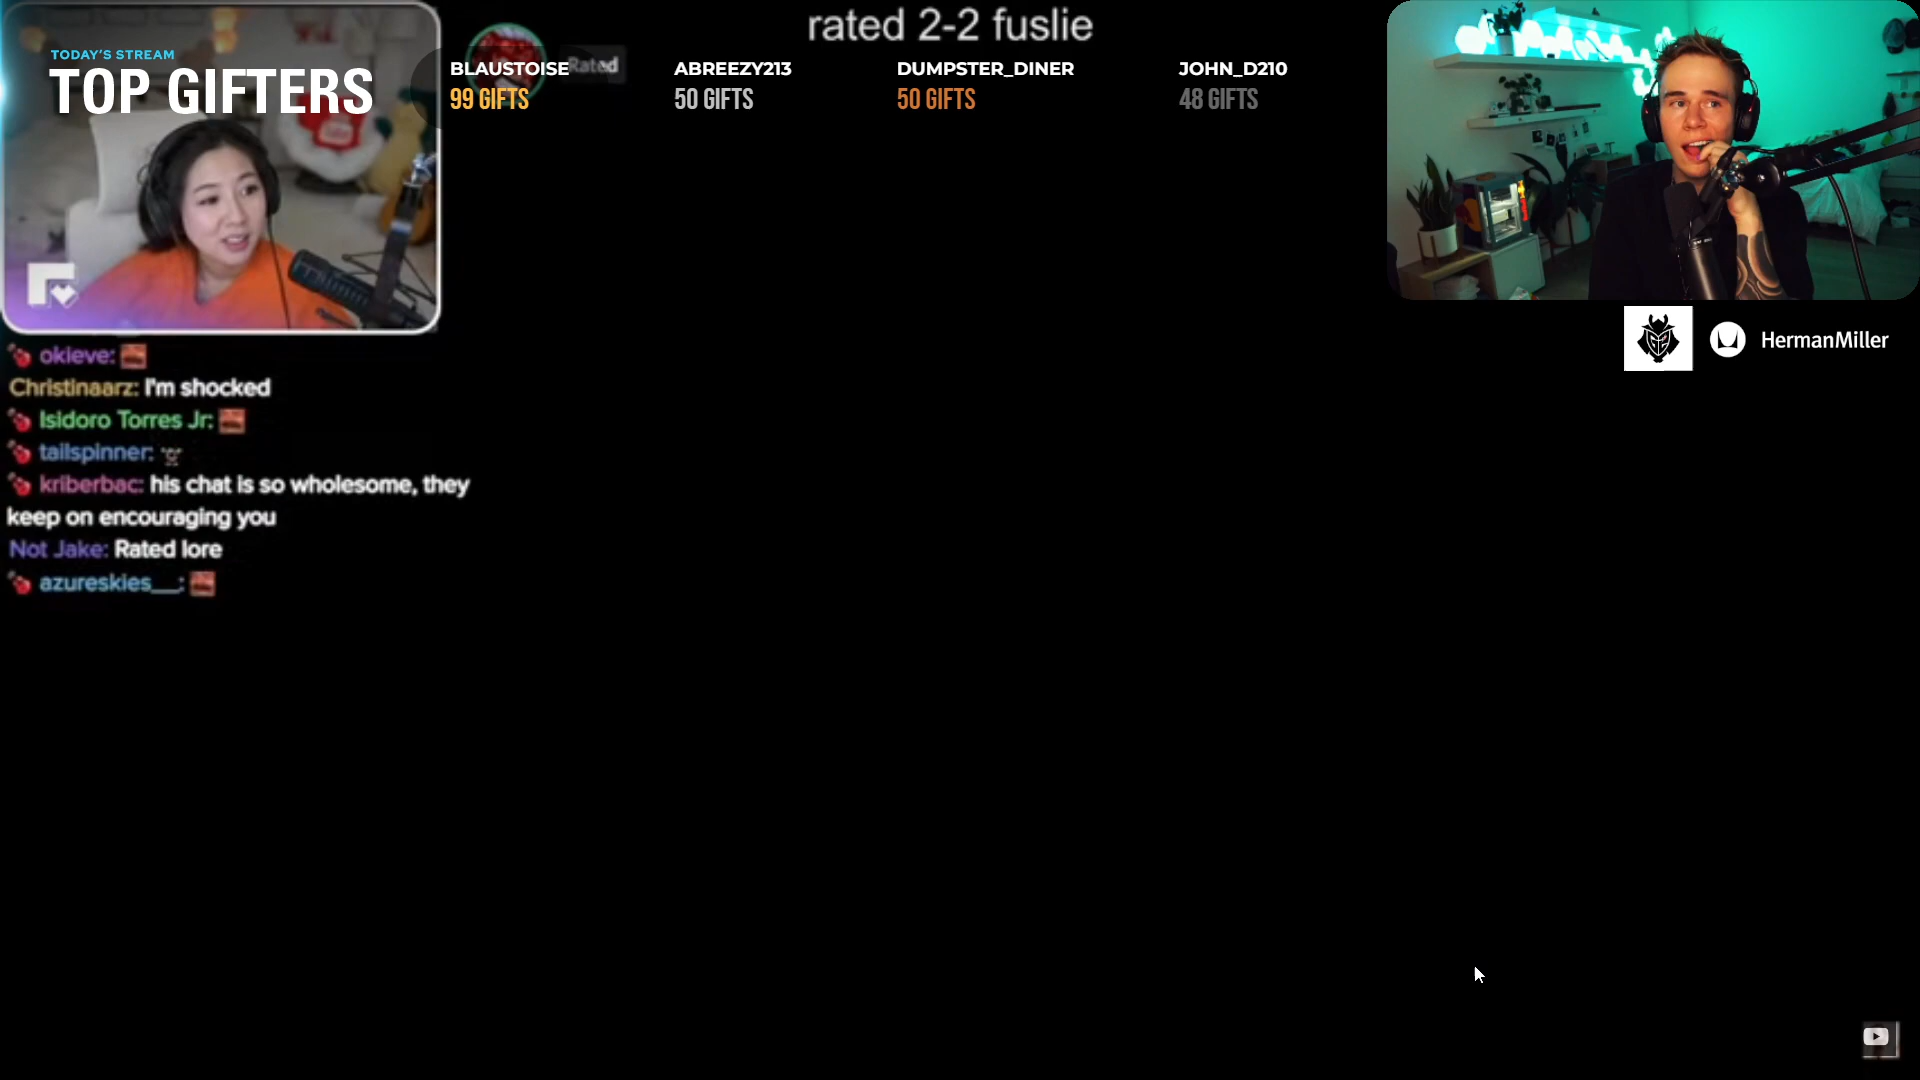 rated 2-2 fuslie
TODAY'S STREAM
TOP GIFTERS
BLAUSTOISE
99 GIFTS
Rated
ABREEZY213
50 GIFTS
DUMPSTER_DINER
50 GIFTS
JOHN_D210
48 GIFTS
HermanMiller
okieve:
Christinaarz: I'm shocked
Isidoro Torres Jr:
tailspinner:
kriberbac: his chat is so wholesome, they
keep on encouraging you
Not Jake: Rated lore
azureskies__: